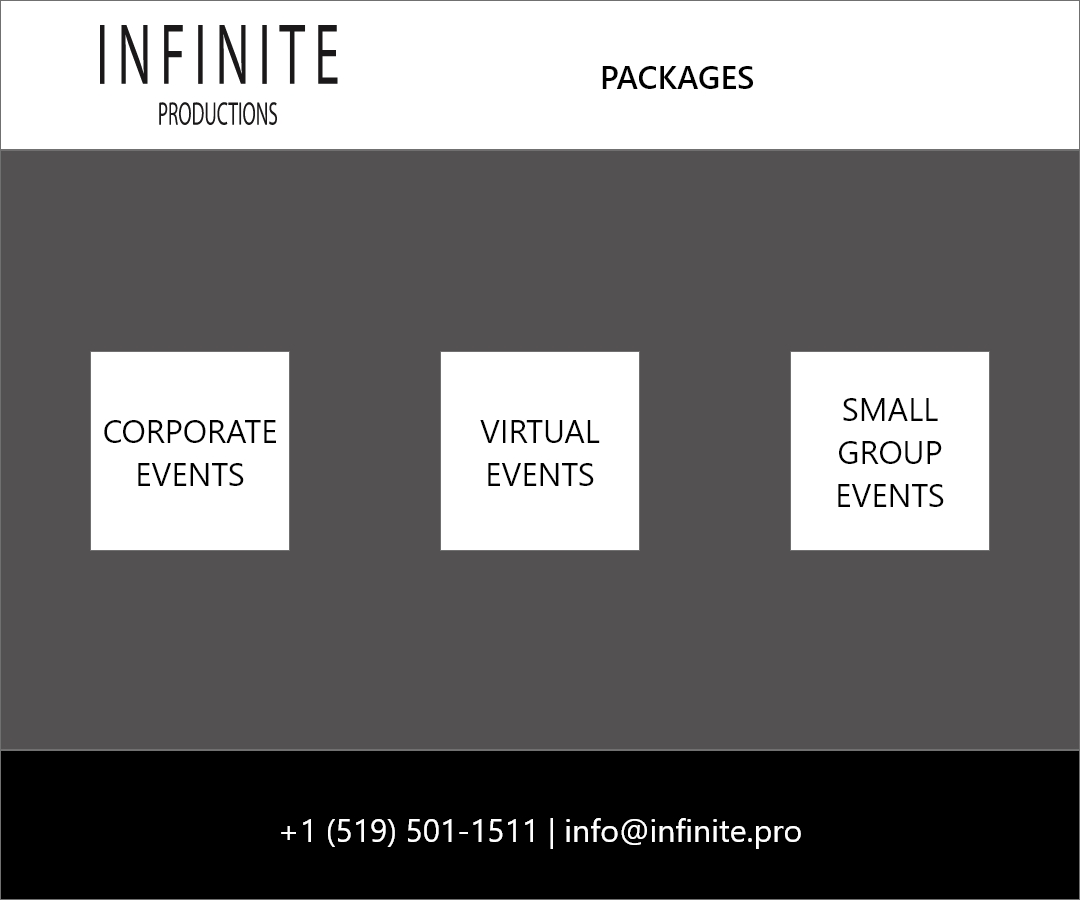 INFINITE
PRODUCTIONS
PACKAGES
CORPORATE
EVENTS
VIRTUAL
EVENTS
SMALL
GROUP
EVENTS
+1 (519) 501-1511 | info@infinite.pro